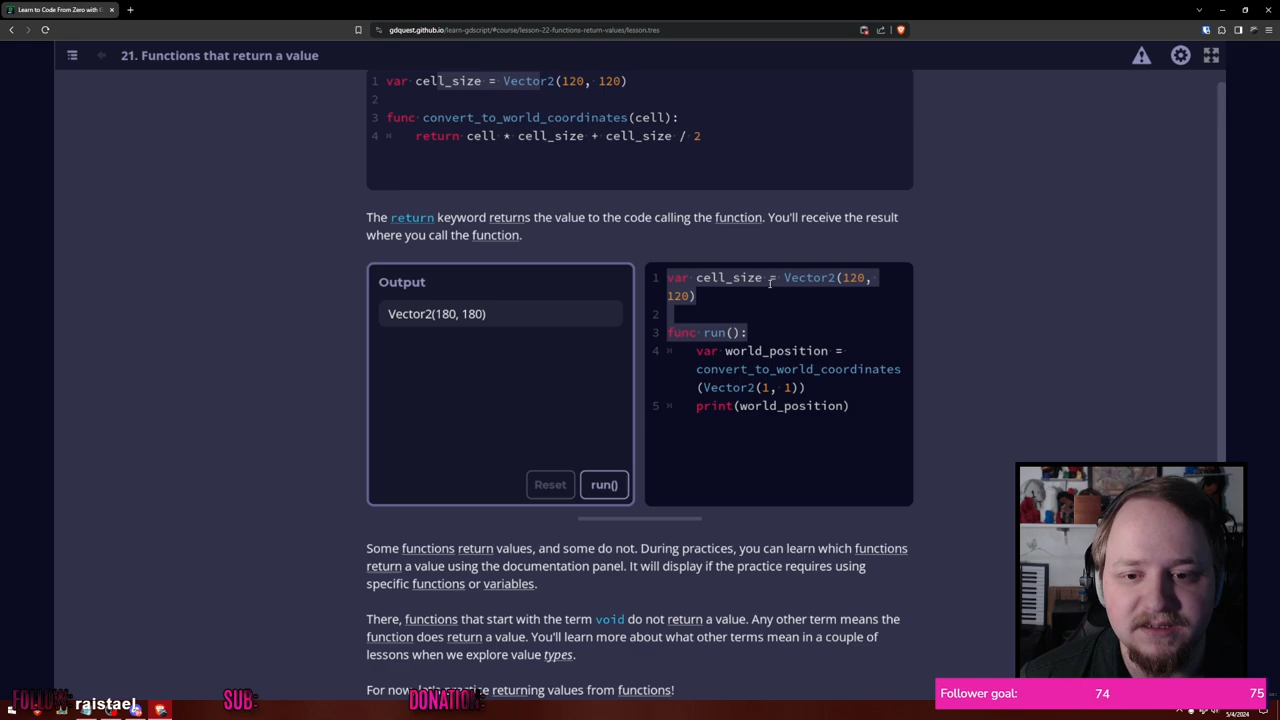 Learn to Code From Zero with
gdquest.github.io/learn-gdscript/#course/lesson-22-functions-return-values/lesson.tres
21. Functions that return a value
1 var cell_size = Vector2(120, 120)
2
3 func convert_to_world_coordinates(cell):
4 return cell * cell_size + cell_size / 2
The return keyword returns the value to the code calling the function. You'll receive the result
where you call the function.
Output
Vector2(180, 180)
Reset
run()
1 var cell_size = Vector2(120,
120)
2
3 func run():
4 var world_position =
convert_to_world_coordinates
(Vector2(1, 1))
5 print(world_position)
Some functions return values, and some do not. During practices, you can learn which functions
return a value using the documentation panel. It will display if the practice requires using
specific functions or variables.
There, functions that start with the term void do not return a value. Any other term means the
function does return a value. You'll learn more about what other terms mean in a couple of
lessons when we explore value types.
For now, let's practice returning values from functions!
FOLLOW: raistael
SUB:
DONATION:
Follower goal: 74 75
5/4/2024